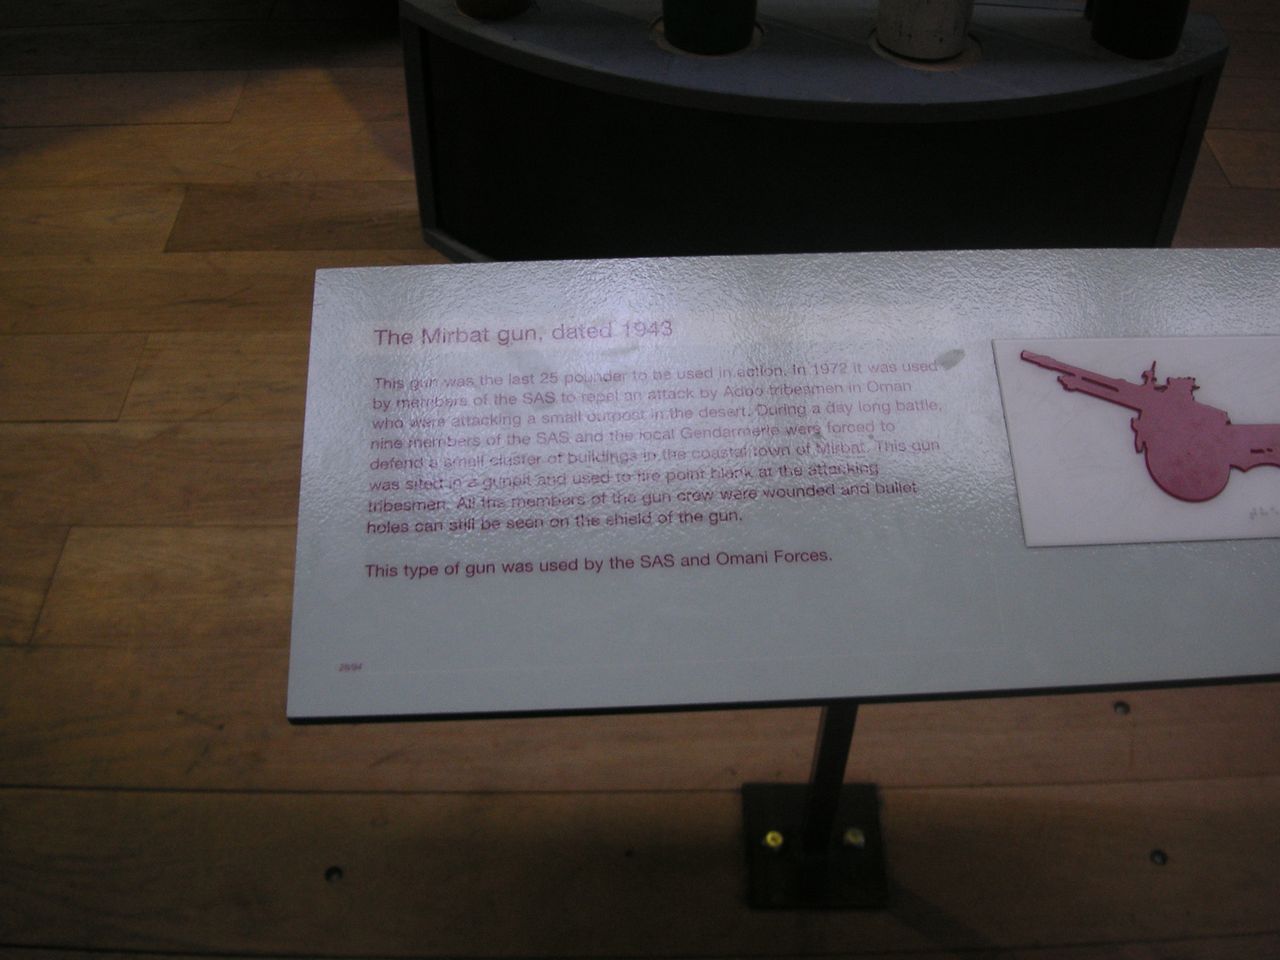 The Mirbat gun, dated 1943
This gun was the last 25 pounder to be used in action. In 1972 it was used
by members of the SAS to repel an attack by Adoo tribesmen in Oman
who were attacking a small outpost in the desert. During a day long battle,
nine members of the SAS and the local Gendarmerie were forced to
defend a small cluster of buildings in the coastal town of Mirbat. This gun
was sited in a gunpit and used to fire point blank at the attacking
tribesmen. All the members of the gun crew were wounded and bullet
holes can still be seen on the shield of the gun.
This type of gun was used by the SAS and Omani Forces.